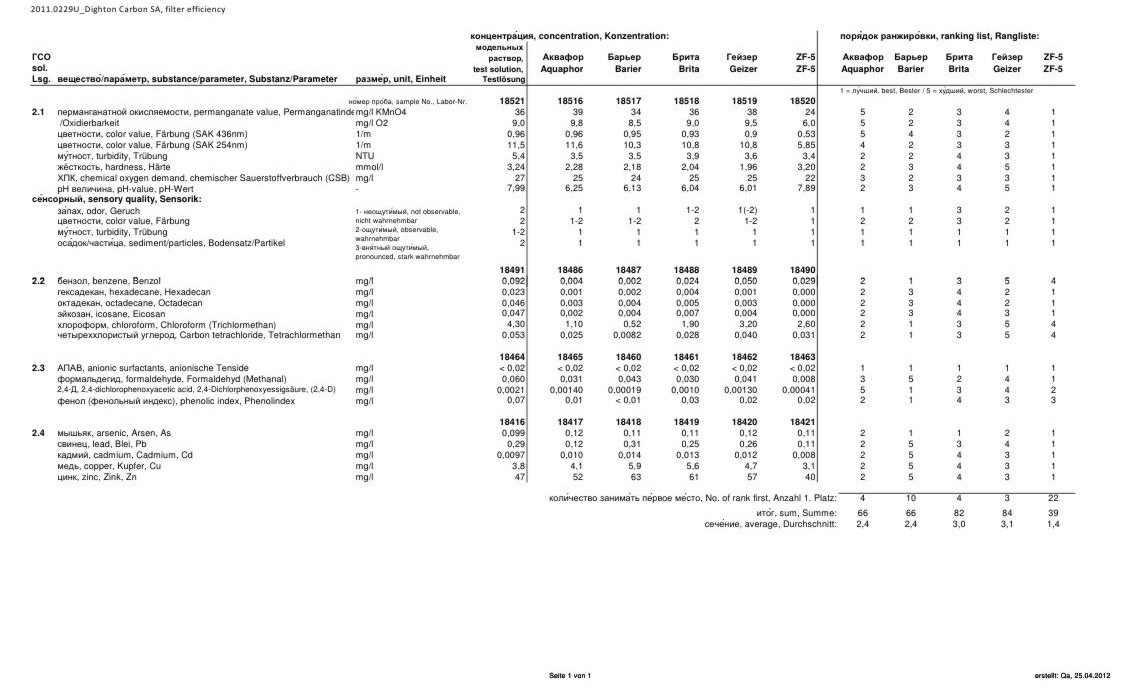 2011.0229U_Dighton Carbon SA, filter efficiency
концентра́ция, concentration, Konzentration: поря́док ранжиро́вки, ranking list, Rangliste:
ГСО sol. Lsg. вещество́/пара́метр, substance/parameter, Substanz/Parameter разме́р, unit, Einheit модельных раствор, test solution, Testlösung Аквафор Aquaphor Барьер Barier Брита Brita Гейзер Geizer ZF-5 ZF-5 Аквафор Aquaphor Барьер Barier Брита Brita Гейзер Geizer ZF-5 ZF-5
1 = лу́чший, best, Bester / 5 = ху́дший, worst, Schlechtester
но́мер проба, sample No., Labor-Nr. 18521 18516 18517 18518 18519 18520
2.1 перманганатной окисляемости, permanganate value, Permanganatinde mg/l KMnO4 36 39 34 36 38 24 5 2 3 4 1
/Oxidierbarkeit mg/l O2 9,0 9,8 8,5 9,0 9,5 6,0 5 2 3 4 1
цветности, color value, Färbung (SAK 436nm) 1/m 0,96 0,96 0,95 0,93 0,9 0,53 5 4 3 2 1
цветности, color value, Färbung (SAK 254nm) 1/m 11,5 11,6 10,3 10,8 10,8 5,85 4 2 3 3 1
му́тност, turbidity, Trübung NTU 5,4 3,5 3,5 3,9 3,6 3,4 2 2 4 3 1
жёсткость, hardness, Härte mmol/l 3,24 2,28 2,18 2,04 1,96 3,20 2 3 4 5 1
ХПК, chemical oxygen demand, chemischer Sauerstoffverbrauch (CSB) mg/l 27 25 24 25 25 22 3 2 3 3 1
pH величина, pH-value, pH-Wert - 7,99 6,25 6,13 6,04 6,01 7,89 2 3 4 5 1
се́нсорный, sensory quality, Sensorik:
за́пах, odor, Geruch 1- неощути́мый, not observable, 2 1 1 1-2 1(-2) 1 1 1 3 2 1
цветности, color value, Färbung nicht wahrnehmbar 2 1-2 1-2 2 1-2 1 2 2 3 2 1
му́тност, turbidity, Trübung 2-ощути́мый, observable, wahrnehmbar 1-2 1 1 1 1 1 1 1 1 1 1
оса́док/части́ца, sediment/particles, Bodensatz/Partikel 3-вня́тный ощути́мый, 2 1 1 1 1 1 1 1 1 1 1
pronounced, stark wahrnehmbar
18491 18486 18487 18488 18489 18490
2.2 бензол, benzene, Benzol mg/l 0,092 0,004 0,002 0,024 0,050 0,029 2 1 3 5 4
гексадекан, hexadecane, Hexadecan mg/l 0,023 0,001 0,002 0,004 0,001 0,000 2 3 4 2 1
октадекан, octadecane, Octadecan mg/l 0,046 0,003 0,004 0,005 0,003 0,000 2 3 4 2 1
эйкозан, icosane, Eicosan mg/l 0,047 0,002 0,004 0,007 0,004 0,000 2 3 4 3 1
хлороформ, chloroform, Chloroform (Trichlormethan) mg/l 4,30 1,10 0,52 1,90 3,20 2,60 2 1 3 5 4
четыреххлористый углерод, Carbon tetrachloride, Tetrachlormethan mg/l 0,053 0,025 0,0082 0,028 0,040 0,031 2 1 3 5 4
18464 18465 18460 18461 18462 18463
2.3 АПАВ, anionic surfactants, anionische Tenside mg/l < 0,02 < 0,02 < 0,02 < 0,02 < 0,02 < 0,02 1 1 1 1 1
формальдегид, formaldehyde, Formaldehyd (Methanal) mg/l 0,060 0,031 0,043 0,030 0,041 0,008 3 5 2 4 1
2,4-Д, 2,4-dichlorophenoxyacetic acid, 2,4-Dichlorphenoxyessigsäure, (2,4-D) mg/l 0,0021 0,00140 0,00019 0,0010 0,00130 0,00041 5 1 3 4 2
фенол (фенольный индекс), phenolic index, Phenolindex mg/l 0,07 0,01 < 0,01 0,03 0,02 0,02 2 1 4 3 3
18416 18417 18418 18419 18420 18421
2.4 мышьяк, arsenic, Arsen, As mg/l 0,099 0,12 0,11 0,11 0,12 0,11 2 1 1 2 1
свинец, lead, Blei, Pb mg/l 0,29 0,12 0,31 0,25 0,26 0,11 2 5 3 4 1
кадмий, cadmium, Cadmium, Cd mg/l 0,0097 0,010 0,014 0,013 0,012 0,008 2 5 4 3 1
медь, copper, Kupfer, Cu mg/l 3,8 4,1 5,9 5,6 4,7 3,1 2 5 4 3 1
цинк, zinc, Zink, Zn mg/l 47 52 63 61 57 40 2 5 4 3 1
коли́чество занима́ть пе́рвое ме́сто, No. of rank first, Anzahl 1. Platz: 4 10 4 3 22
ито́г, sum, Summe: 66 66 82 84 39
сече́ние, average, Durchschnitt: 2,4 2,4 3,0 3,1 1,4
Seite 1 von 1 erstellt: Qa, 25.04.2012